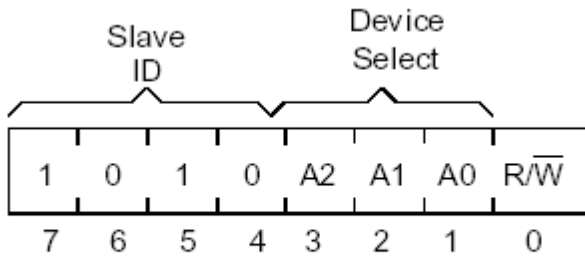 Slave ID
Device Select
1 0 1 0 A2 A1 A0 R/W̅
7 6 5 4 3 2 1 0